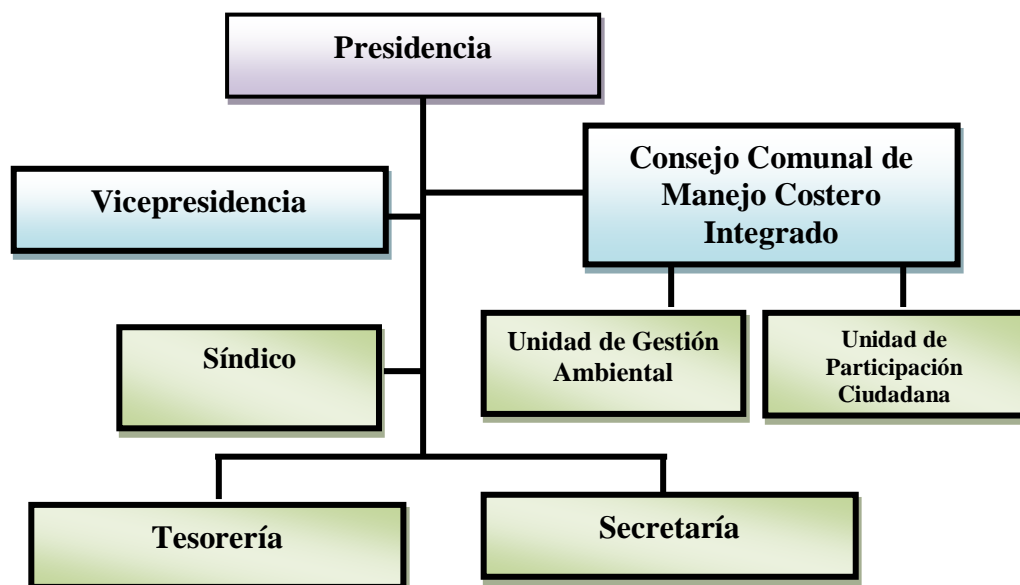 Presidencia
Consejo Comunal de
Manejo Costero
Integrado
Vicepresidencia
Unidad de Gestión
Ambiental
Unidad de
Participación
Ciudadana
Síndico
Tesorería
Secretaría